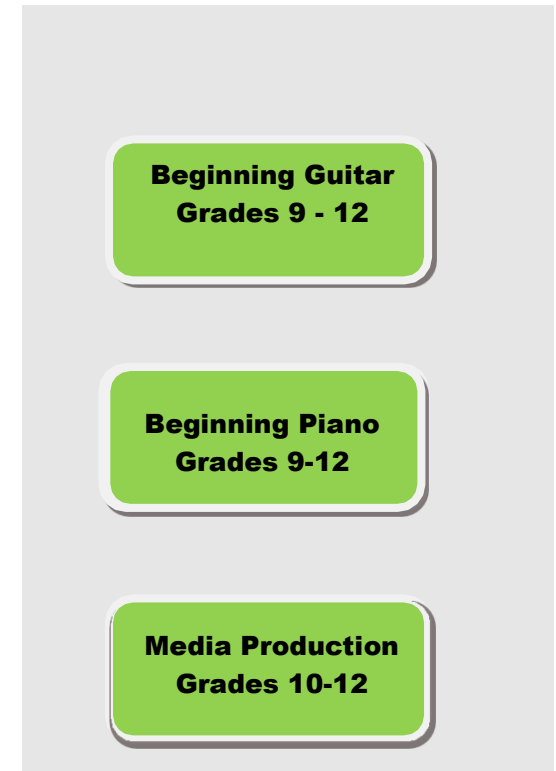 Beginning Guitar
Grades 9 - 12
Beginning Piano
Grades 9-12
Media Production
Grades 10-12